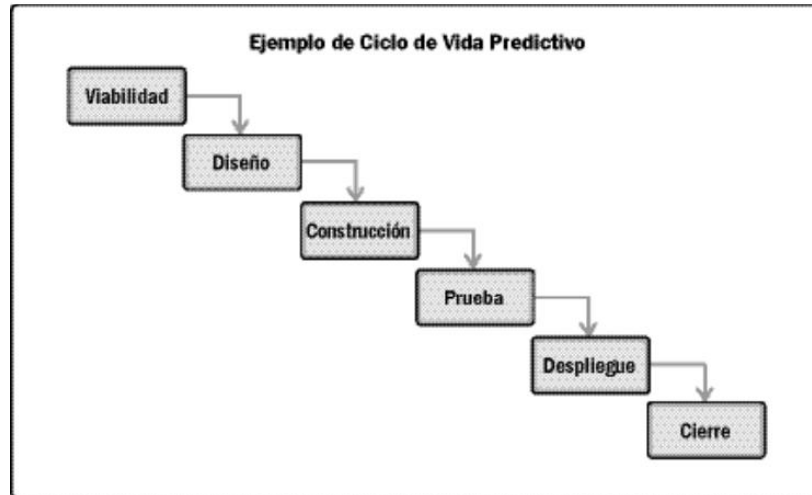 Ejemplo de Ciclo de Vida Predictivo
Viabilidad
Diseño
Construcción
Prueba
Despliegue
Cierre